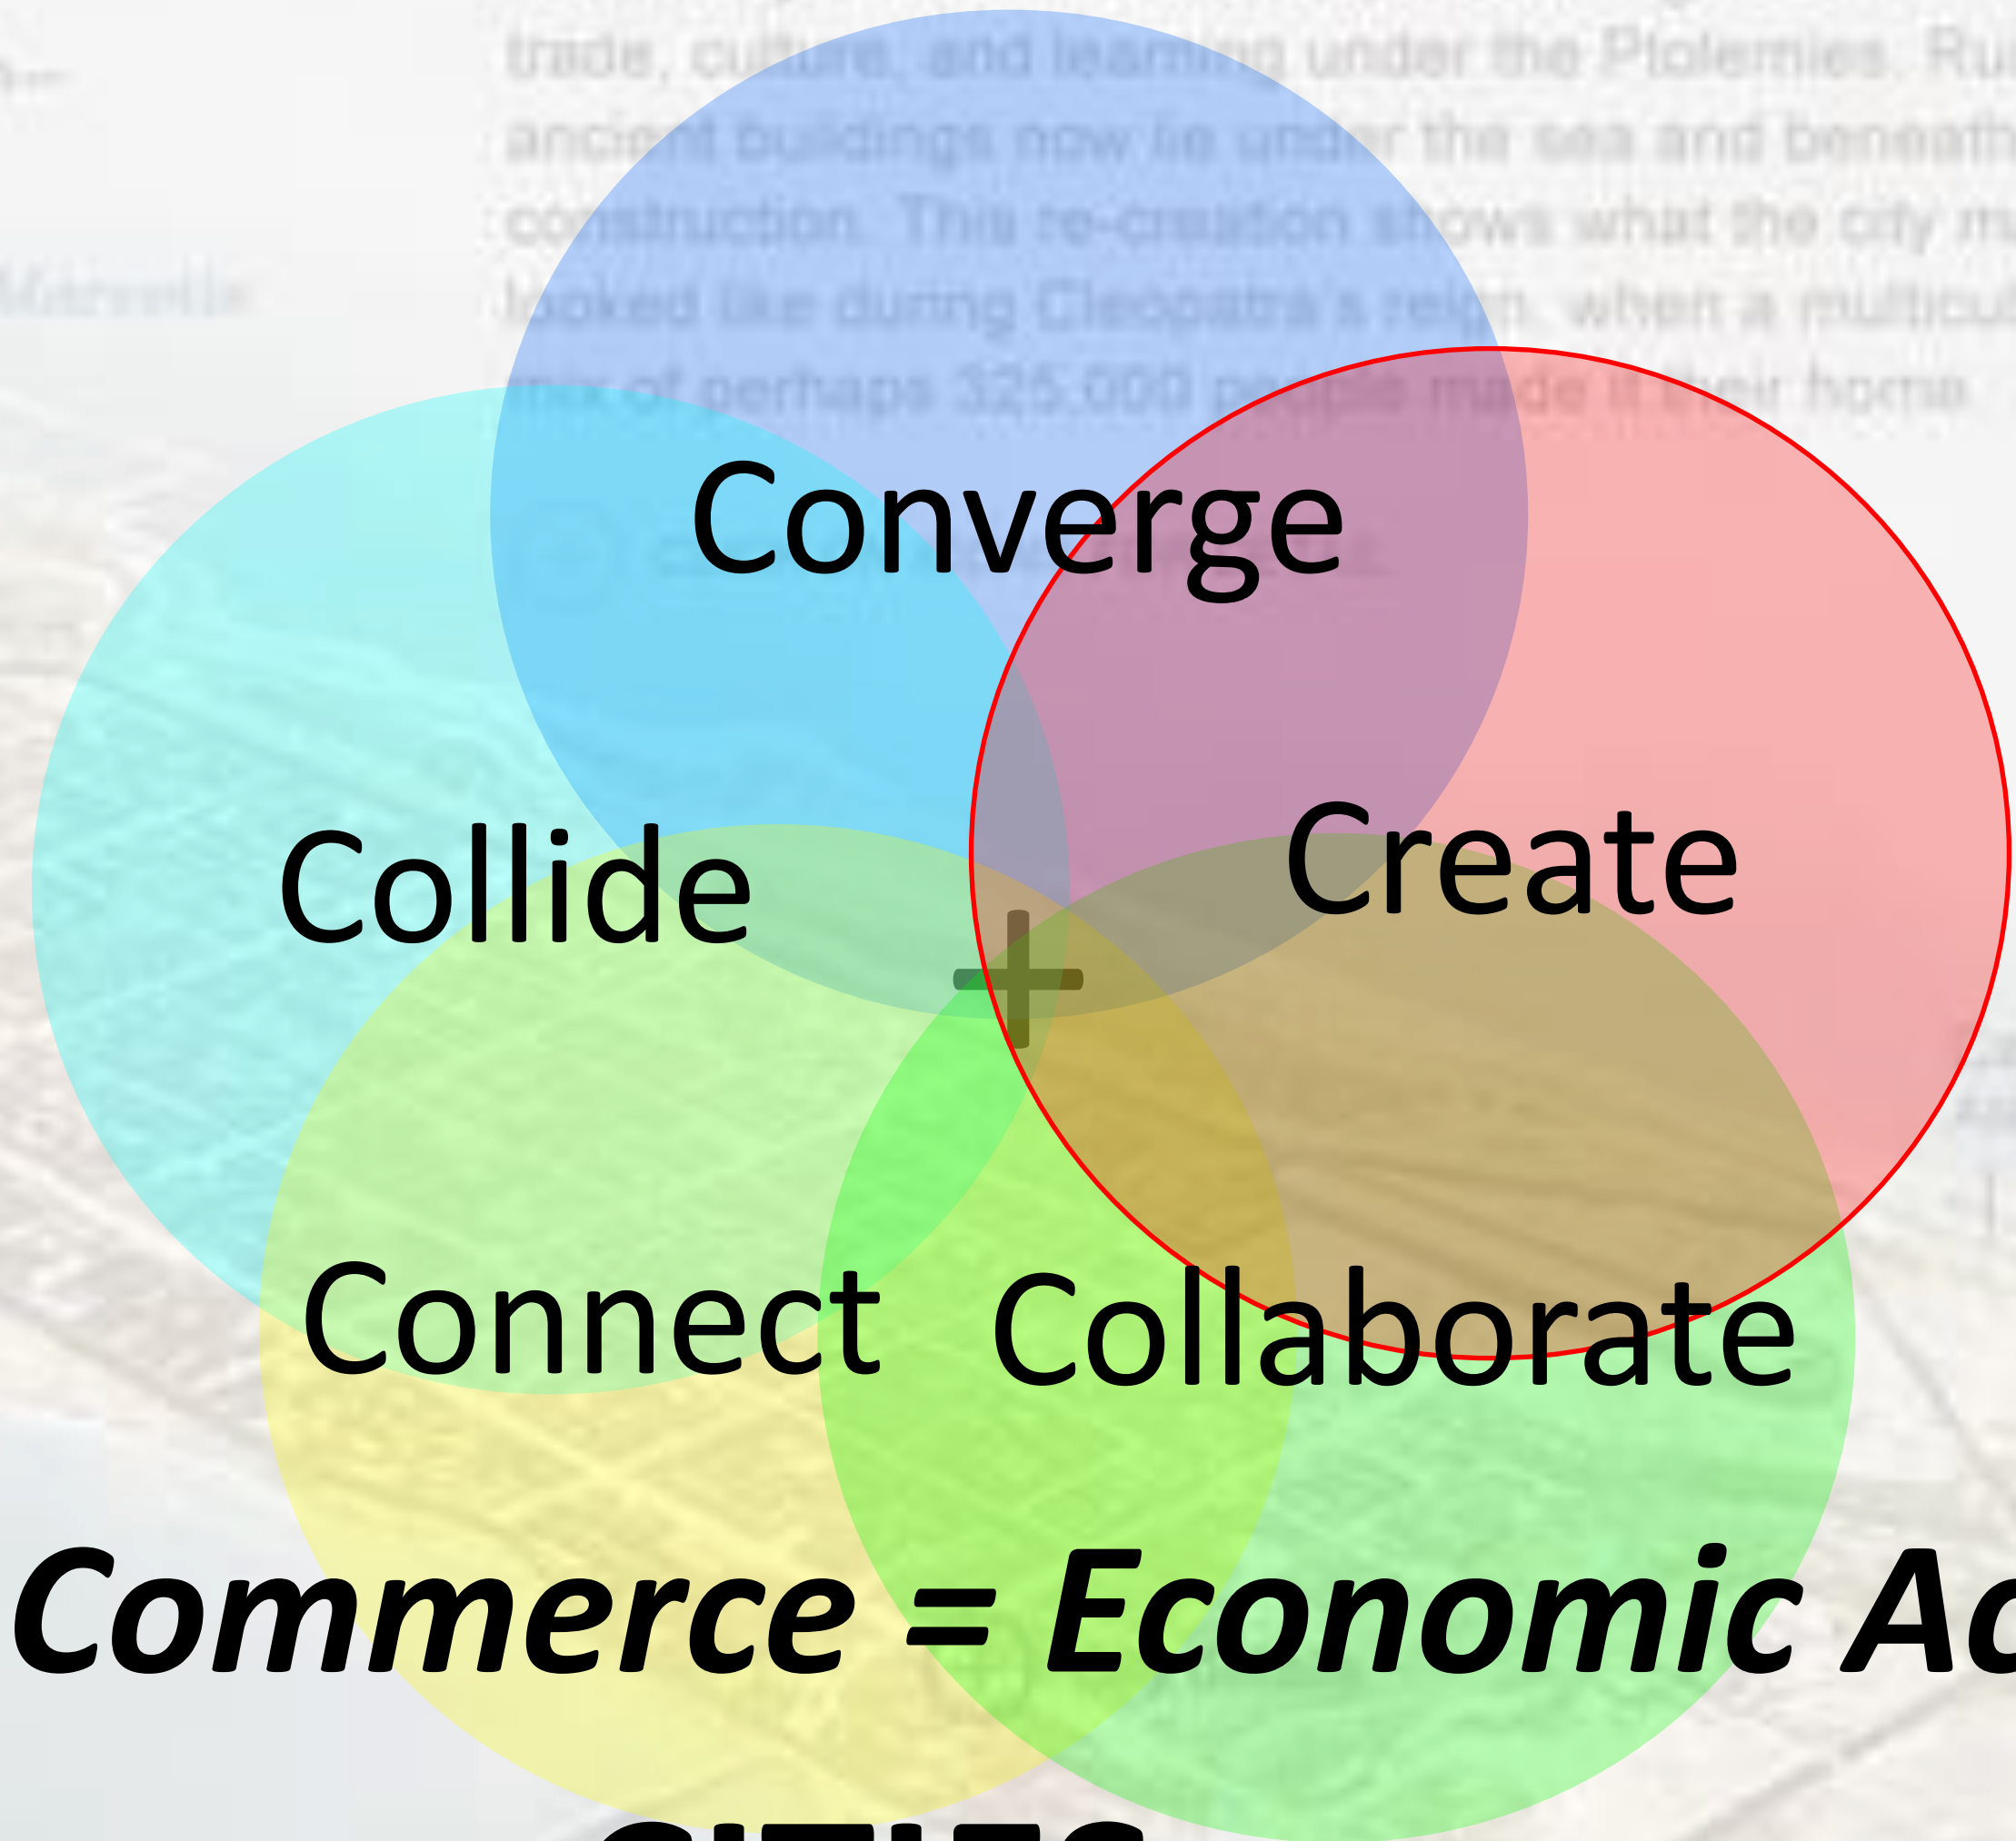 trade, culture, and learning under the Ptolemies. Ru
ancient buildings now lie under the sea and beneath
construction. This re-creation shows what the city m
looked like during Cleopatra's reign, when a multicu
mix of perhaps 325,000 people made it their home.
Converge
Collide
Create
+
Connect
Collaborate
Commerce = Economic Ac
CITIES